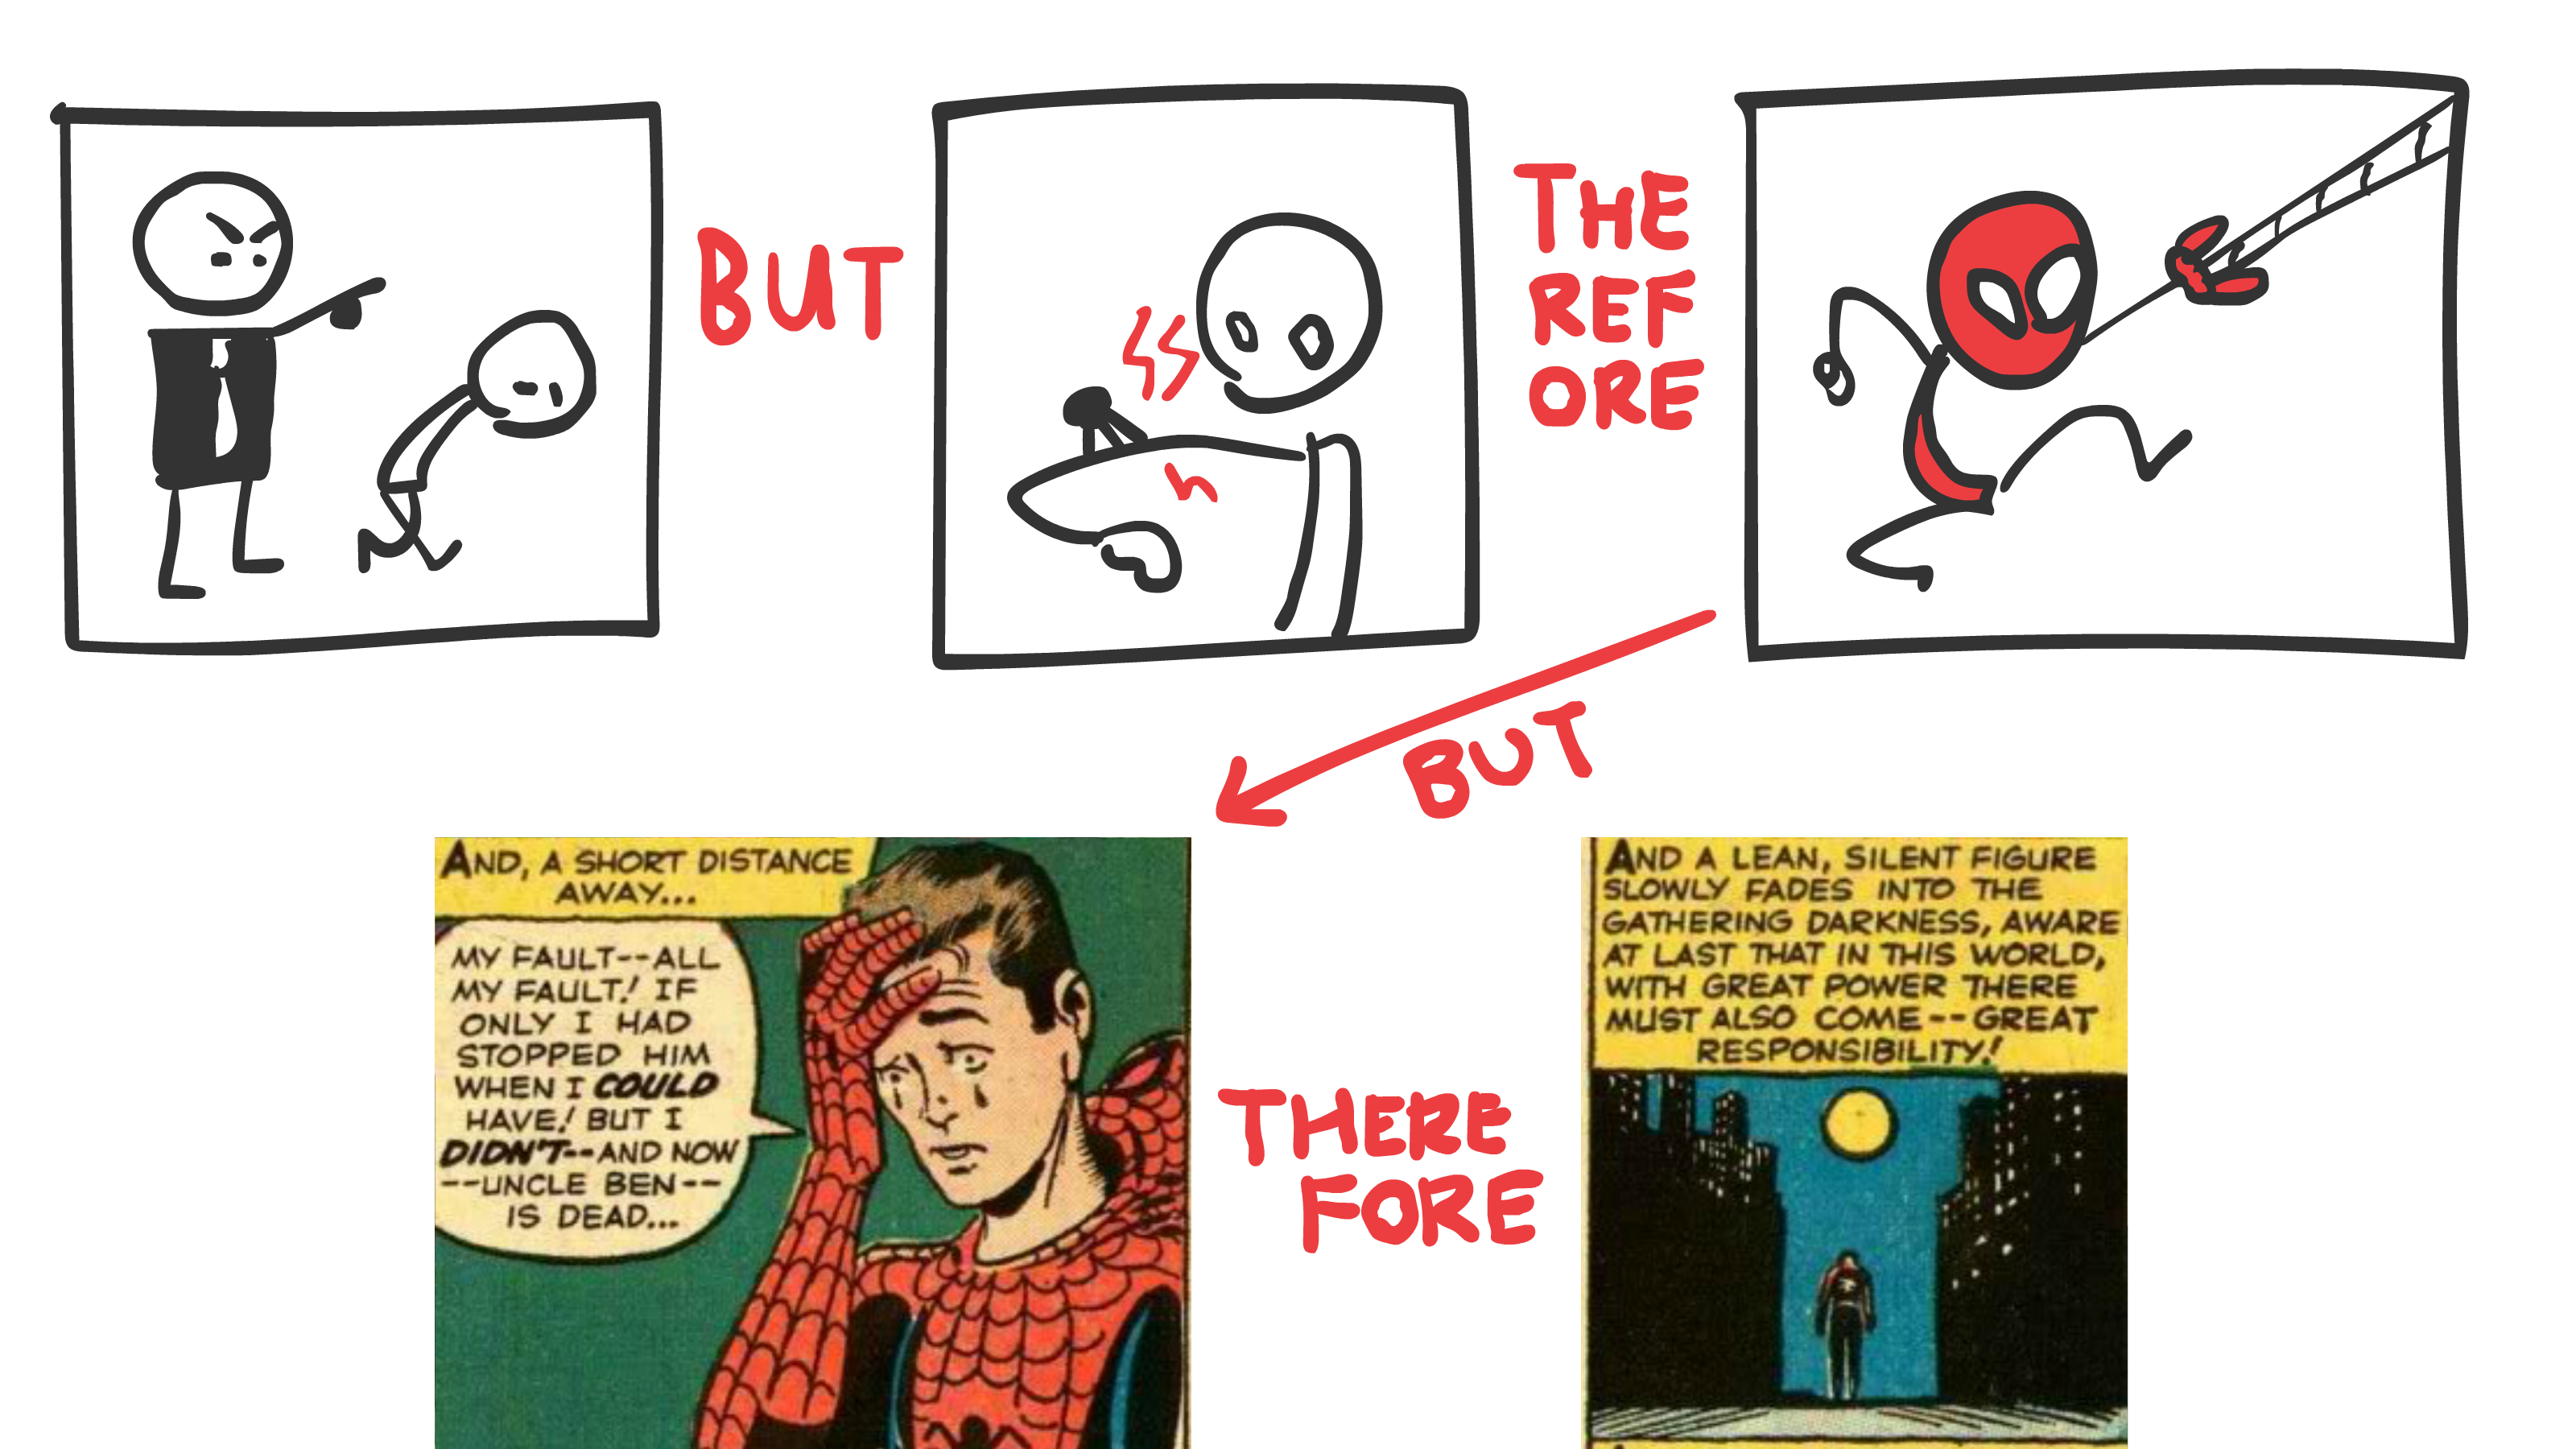 BUT
THE
REF
ORE
BUT
AND, A SHORT DISTANCE
AWAY...
MY FAULT--ALL
MY FAULT! IF
ONLY I HAD
STOPPED HIM
WHEN I COULD
HAVE! BUT I
DIDN'T--AND NOW
--UNCLE BEN--
IS DEAD...
THERE
FORE
AND A LEAN, SILENT FIGURE
SLOWLY FADES INTO THE
GATHERING DARKNESS, AWARE
AT LAST THAT IN THIS WORLD,
WITH GREAT POWER THERE
MUST ALSO COME--GREAT
RESPONSIBILITY!